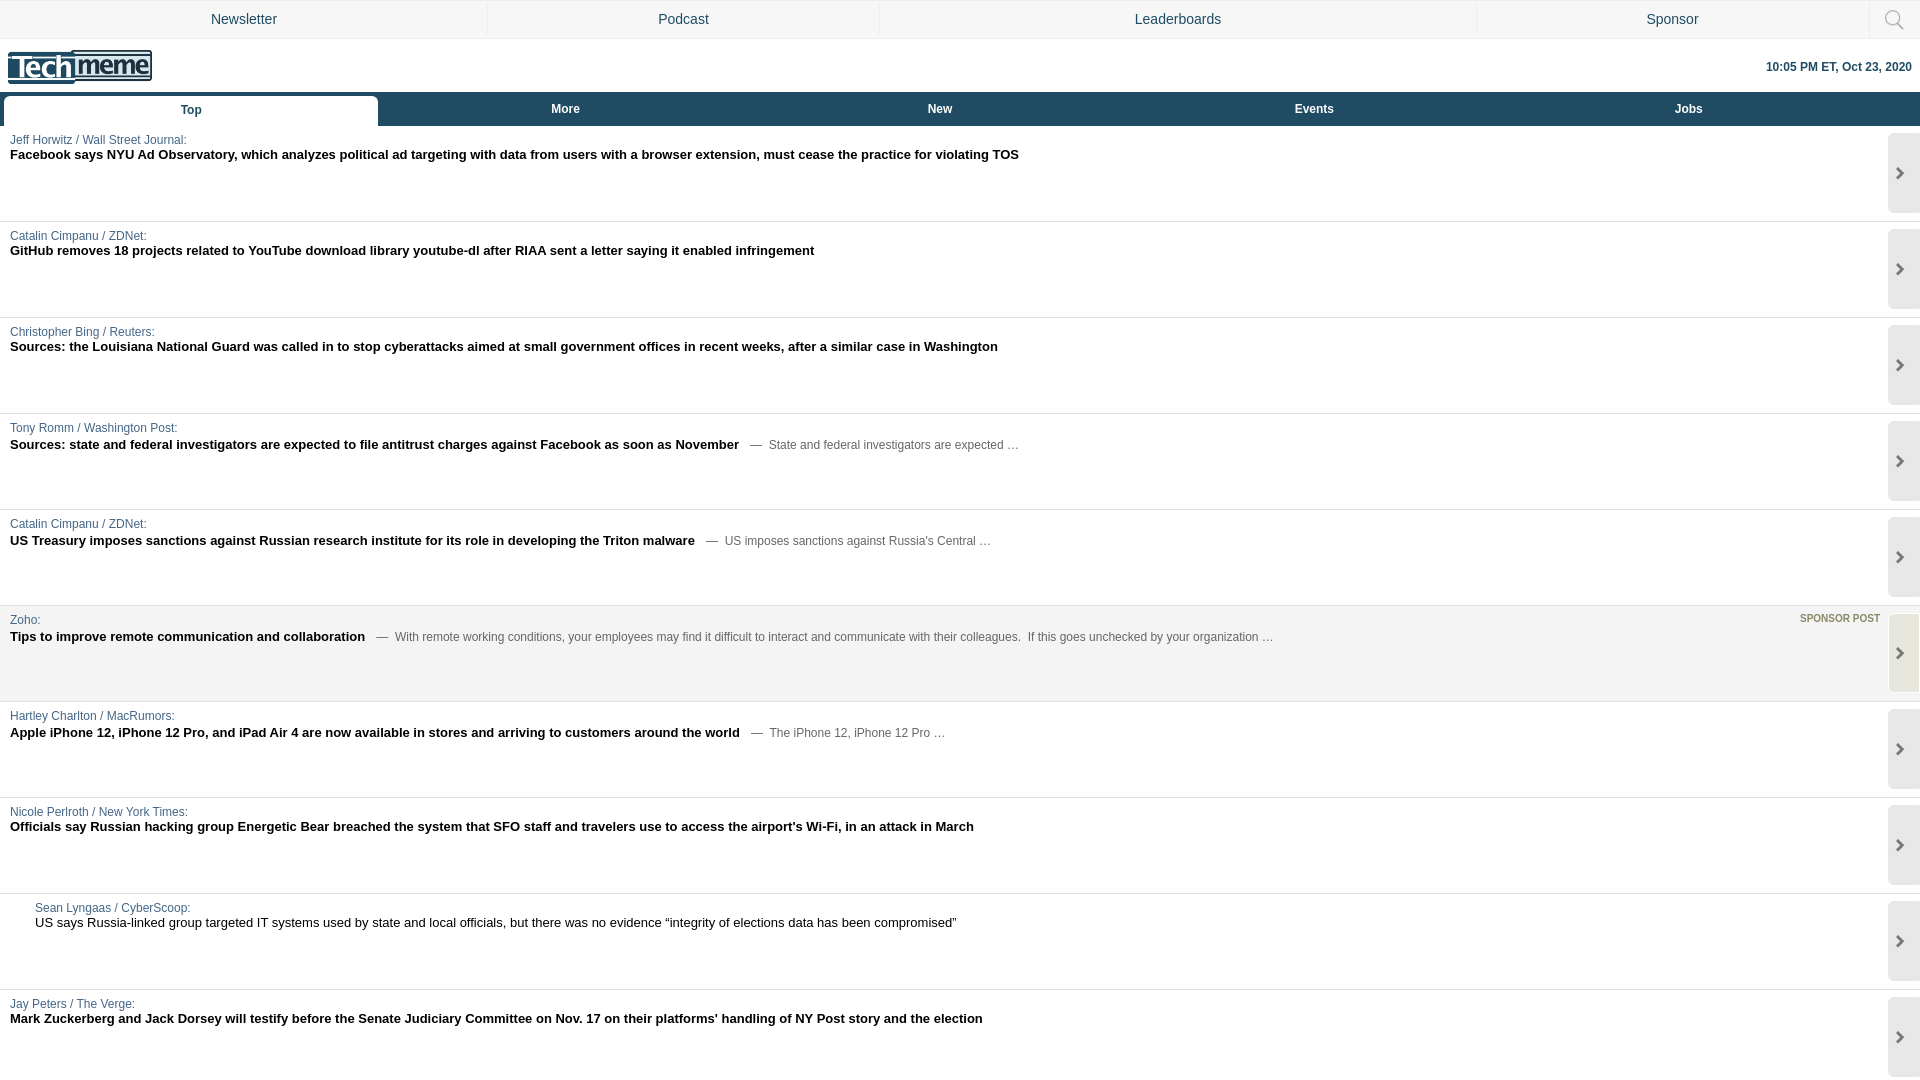 Newsletter
Podcast
Leaderboards
Sponsor
Techmeme
10:05 PM ET, Oct 23, 2020
Top
More
New
Events
Jobs
Jeff Horwitz / Wall Street Journal:
Facebook says NYU Ad Observatory, which analyzes political ad targeting with data from users with a browser extension, must cease the practice for violating TOS
Catalin Cimpanu / ZDNet:
GitHub removes 18 projects related to YouTube download library youtube-dl after RIAA sent a letter saying it enabled infringement
Christopher Bing / Reuters:
Sources: the Louisiana National Guard was called in to stop cyberattacks aimed at small government offices in recent weeks, after a similar case in Washington
Tony Romm / Washington Post:
Sources: state and federal investigators are expected to file antitrust charges against Facebook as soon as November — State and federal investigators are expected …
Catalin Cimpanu / ZDNet:
US Treasury imposes sanctions against Russian research institute for its role in developing the Triton malware — US imposes sanctions against Russia's Central …
Zoho:
SPONSOR POST
Tips to improve remote communication and collaboration — With remote working conditions, your employees may find it difficult to interact and communicate with their colleagues. If this goes unchecked by your organization …
Hartley Charlton / MacRumors:
Apple iPhone 12, iPhone 12 Pro, and iPad Air 4 are now available in stores and arriving to customers around the world — The iPhone 12, iPhone 12 Pro …
Nicole Perlroth / New York Times:
Officials say Russian hacking group Energetic Bear breached the system that SFO staff and travelers use to access the airport's Wi-Fi, in an attack in March
Sean Lyngaas / CyberScoop:
US says Russia-linked group targeted IT systems used by state and local officials, but there was no evidence “integrity of elections data has been compromised”
Jay Peters / The Verge:
Mark Zuckerberg and Jack Dorsey will testify before the Senate Judiciary Committee on Nov. 17 on their platforms' handling of NY Post story and the election